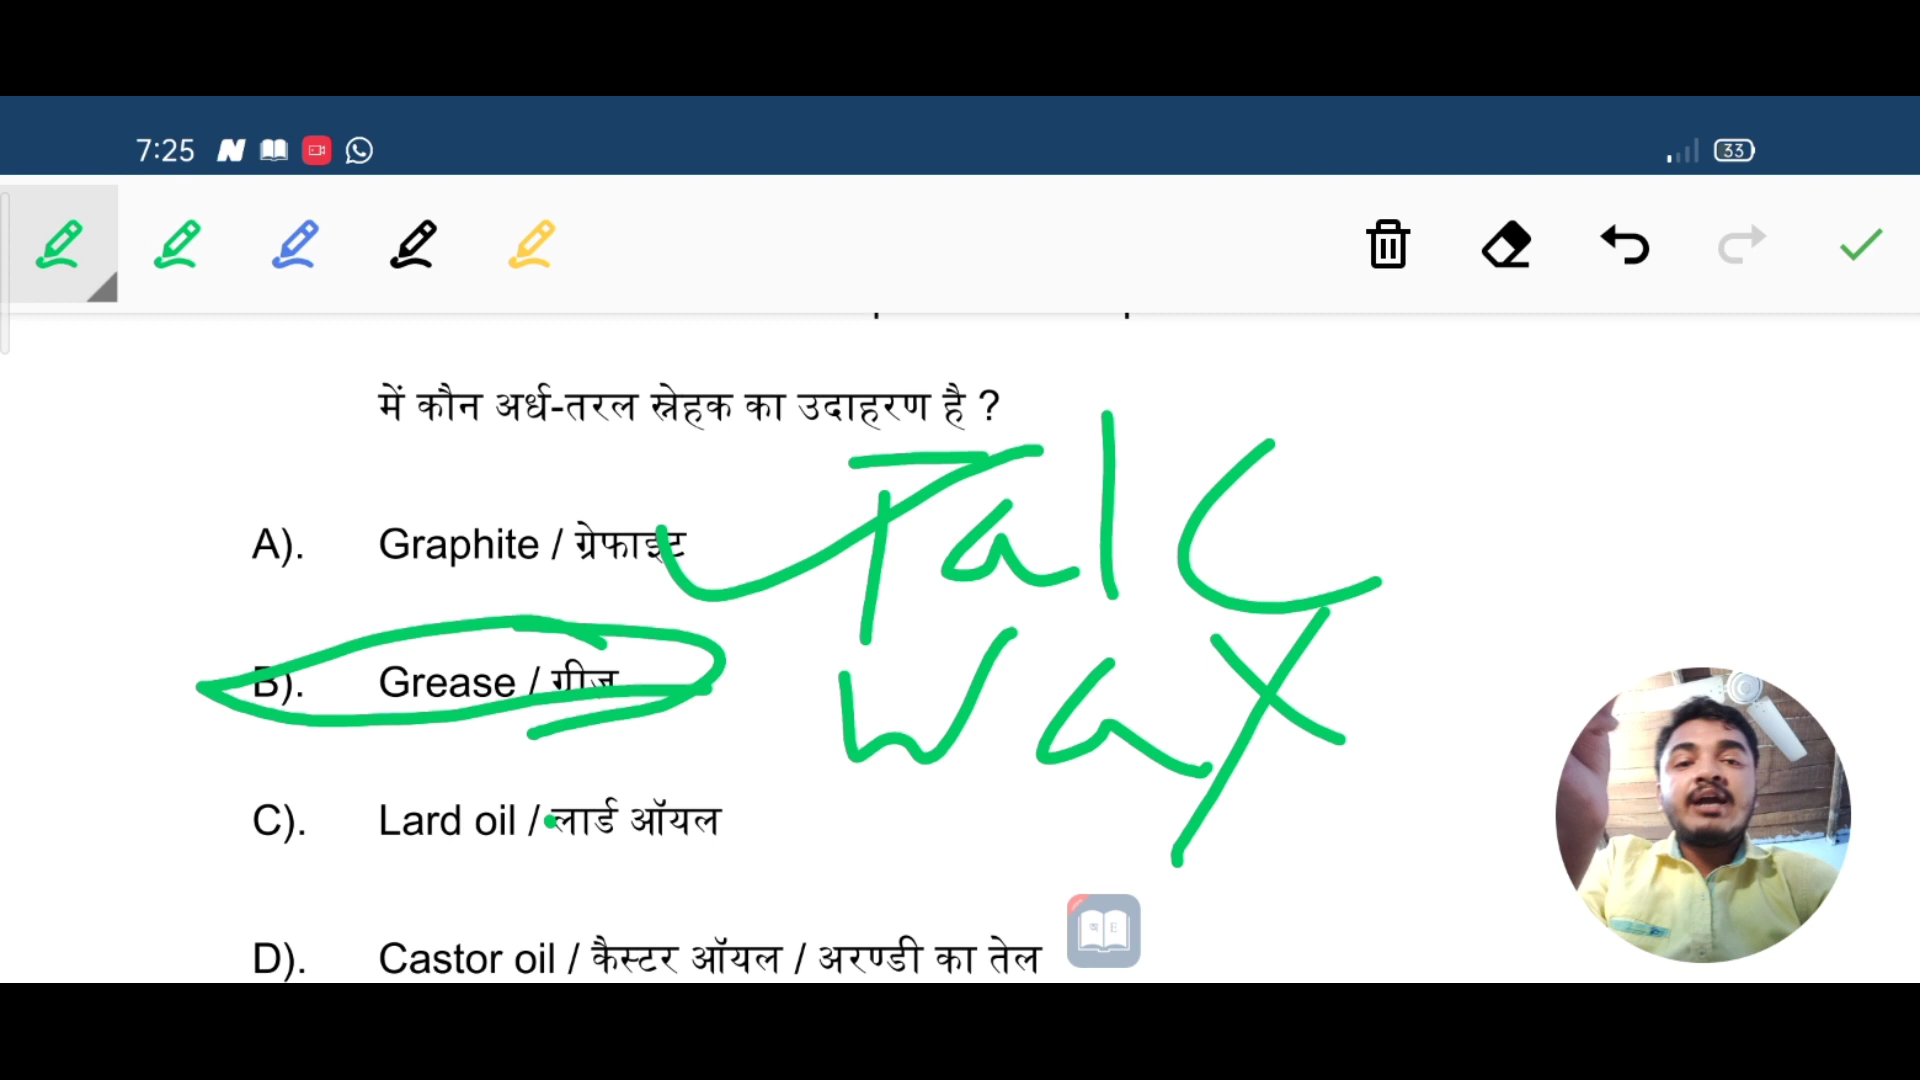 7:25
33
में कौन अर्ध-तरल स्नेहक का उदाहरण है ?
Talc
A). Graphite / ग्रेफाइट
Wax
B). Grease / ग्रीज
C). Lard oil / लार्ड ऑयल
D). Castor oil / कैस्टर ऑयल / अरण्डी का तेल